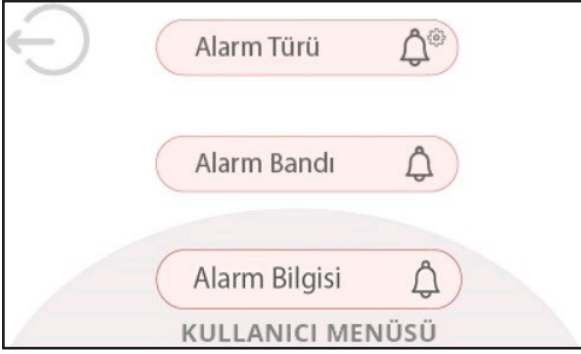 Alarm Türü
Alarm Bandı
Alarm Bilgisi
KULLANICI MENÜSÜ